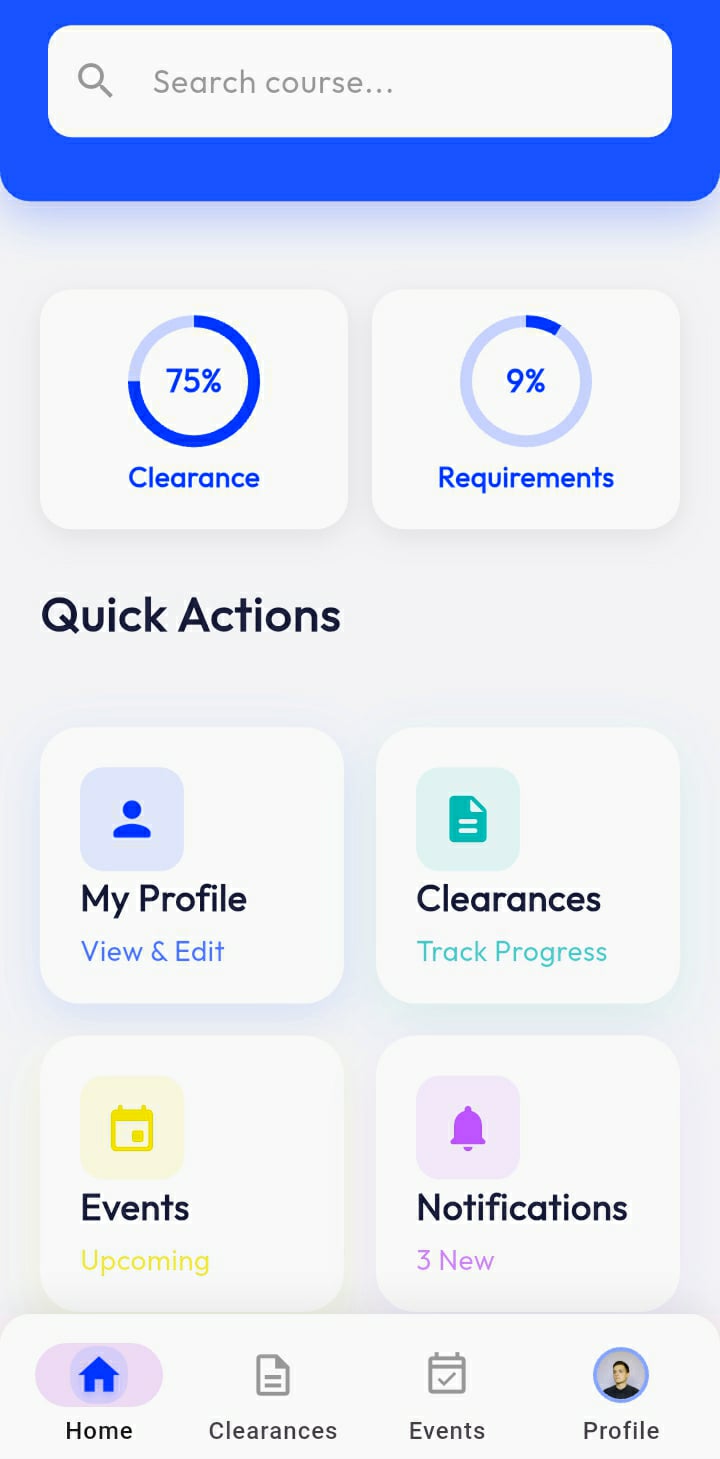 Search course...
75%
9%
Clearance
Requirements
Quick Actions
My Profile
View & Edit
Clearances
Track Progress
Events
Upcoming
Notifications
3 New
Home
Clearances
Events
Profile